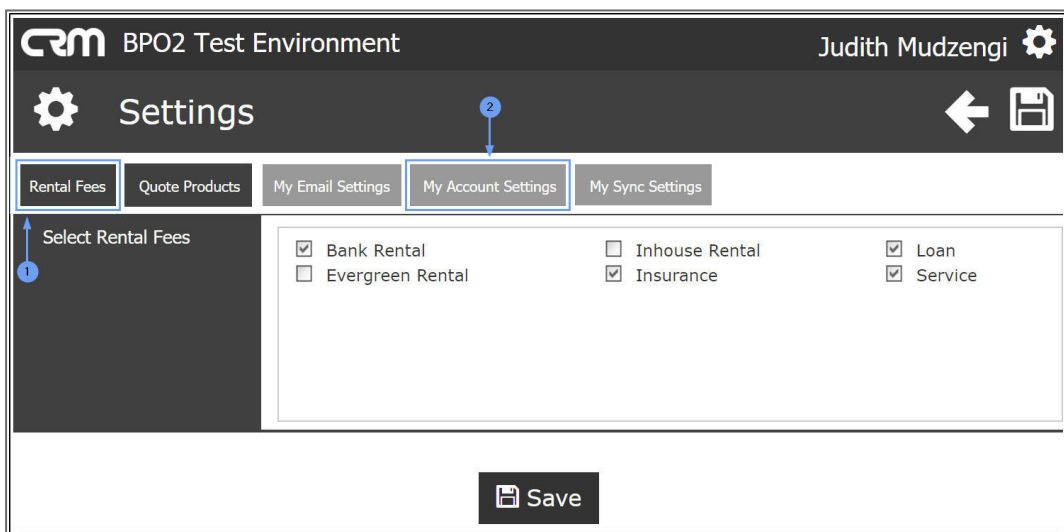 CRM BPO2 Test Environment Judith Mudzengi
Settings
2
Rental Fees Quote Products My Email Settings My Account Settings My Sync Settings
Select Rental Fees
Bank Rental Inhouse Rental Loan
1
Evergreen Rental Insurance Service
Save